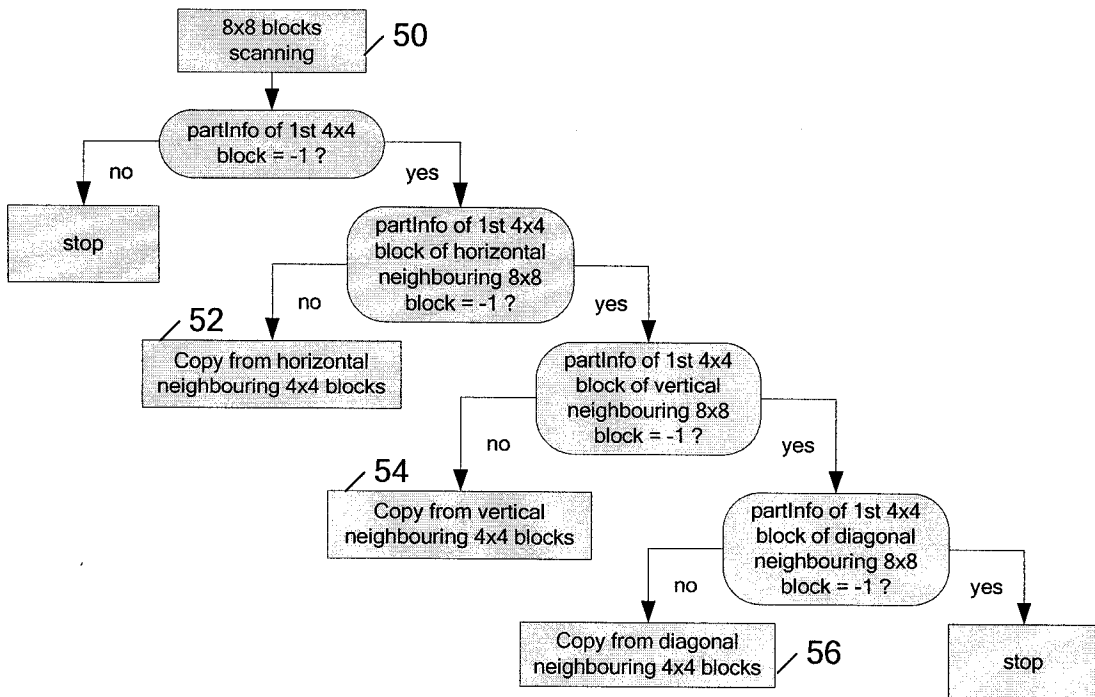 8x8 blocks
scanning
50
partInfo of 1st 4x4
block = -1 ?
no
yes
stop
partInfo of 1st 4x4
block of horizontal
neighbouring 8x8
block = -1 ?
no
yes
52
Copy from horizontal
neighbouring 4x4 blocks
partInfo of 1st 4x4
block of vertical
neighbouring 8x8
block = -1 ?
no
yes
54
Copy from vertical
neighbouring 4x4 blocks
partInfo of 1st 4x4
block of diagonal
neighbouring 8x8
block = -1 ?
no
yes
Copy from diagonal
neighbouring 4x4 blocks
56
stop